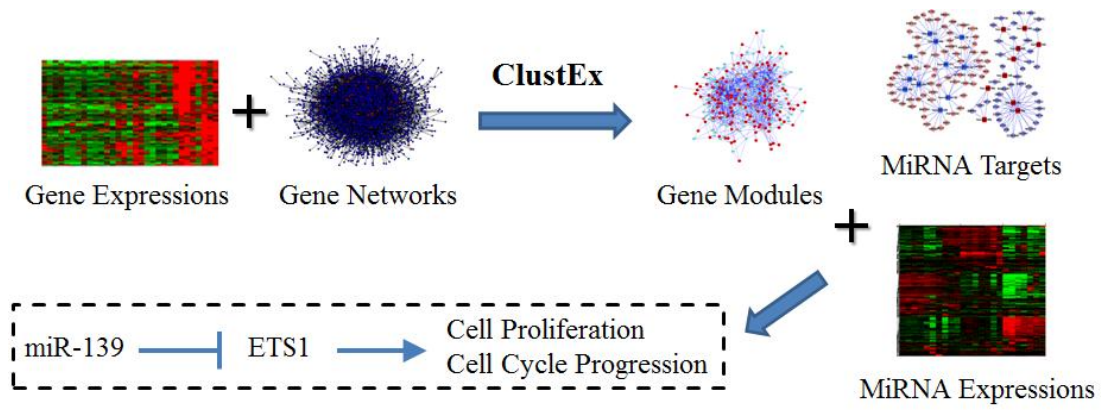 ClustEx
Gene Expressions
Gene Networks
Gene Modules
MiRNA Targets
miR-139
ETS1
Cell Proliferation
Cell Cycle Progression
MiRNA Expressions